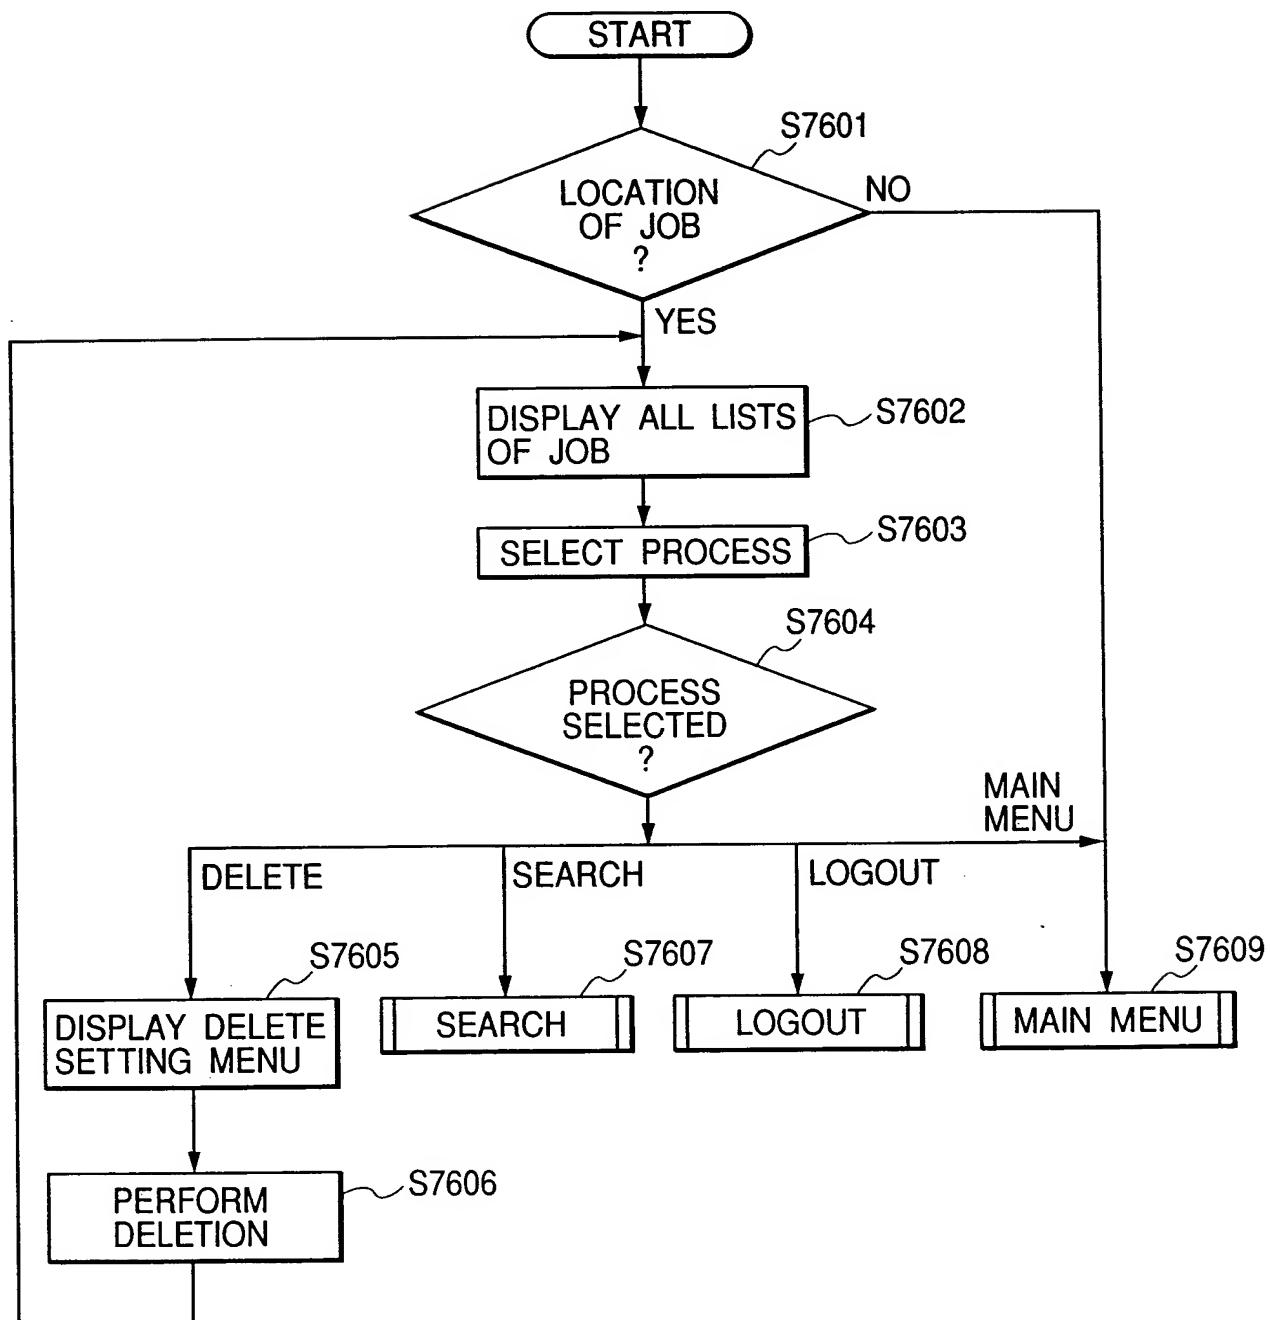 START
S7601
LOCATION
OF JOB
?
NO
YES
DISPLAY ALL LISTS
OF JOB
S7602
SELECT PROCESS
S7603
S7604
PROCESS
SELECTED
?
MAIN
MENU
DELETE
SEARCH
LOGOUT
S7605
S7607
S7608
S7609
DISPLAY DELETE
SETTING MENU
SEARCH
LOGOUT
MAIN MENU
PERFORM
DELETION
S7606